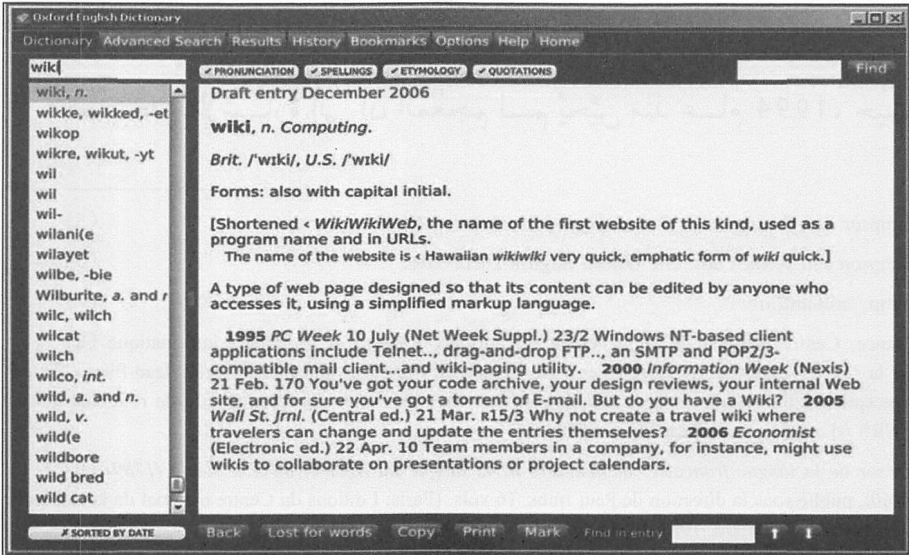 Oxford English Dictionary
Dictionary Advanced Search Results History Bookmarks Options Help Home
wiki
✓ PRONUNCIATION ✓ SPELLINGS ✓ ETYMOLOGY ✓ QUOTATIONS
Find
wiki, n.
wikke, wikked, -et
wikop
wikre, wikut, -yt
wil
wil
wil-
wilani(e
wilayet
wilbe, -bie
Wilburite, a. and n
wilc, wilch
wilcat
wilch
wilco, int.
wild, a. and n.
wild, v.
wild(e
wildbore
wild bred
wild cat
✗ SORTED BY DATE
Draft entry December 2006
wiki, n. Computing.
Brit. /'wɪki/, U.S. /'wɪki/
Forms: also with capital initial.
[Shortened < WikiWikiWeb, the name of the first website of this kind, used as a
program name and in URLs.
The name of the website is < Hawaiian wikiwiki very quick, emphatic form of wiki quick.]
A type of web page designed so that its content can be edited by anyone who
accesses it, using a simplified markup language.
1995 PC Week 10 July (Net Week Suppl.) 23/2 Windows NT-based client
applications include Telnet.., drag-and-drop FTP.., an SMTP and POP2/3-
compatible mail client,..and wiki-paging utility. 2000 Information Week (Nexis)
21 Feb. 170 You've got your code archive, your design reviews, your internal Web
site, and for sure you've got a torrent of E-mail. But do you have a Wiki? 2005
Wall St. Jrnl. (Central ed.) 21 Mar. R15/3 Why not create a travel wiki where
travelers can change and update the entries themselves? 2006 Economist
(Electronic ed.) 22 Apr. 10 Team members in a company, for instance, might use
wikis to collaborate on presentations or project calendars.
Back Lost for words Copy Print Mark Find in entry